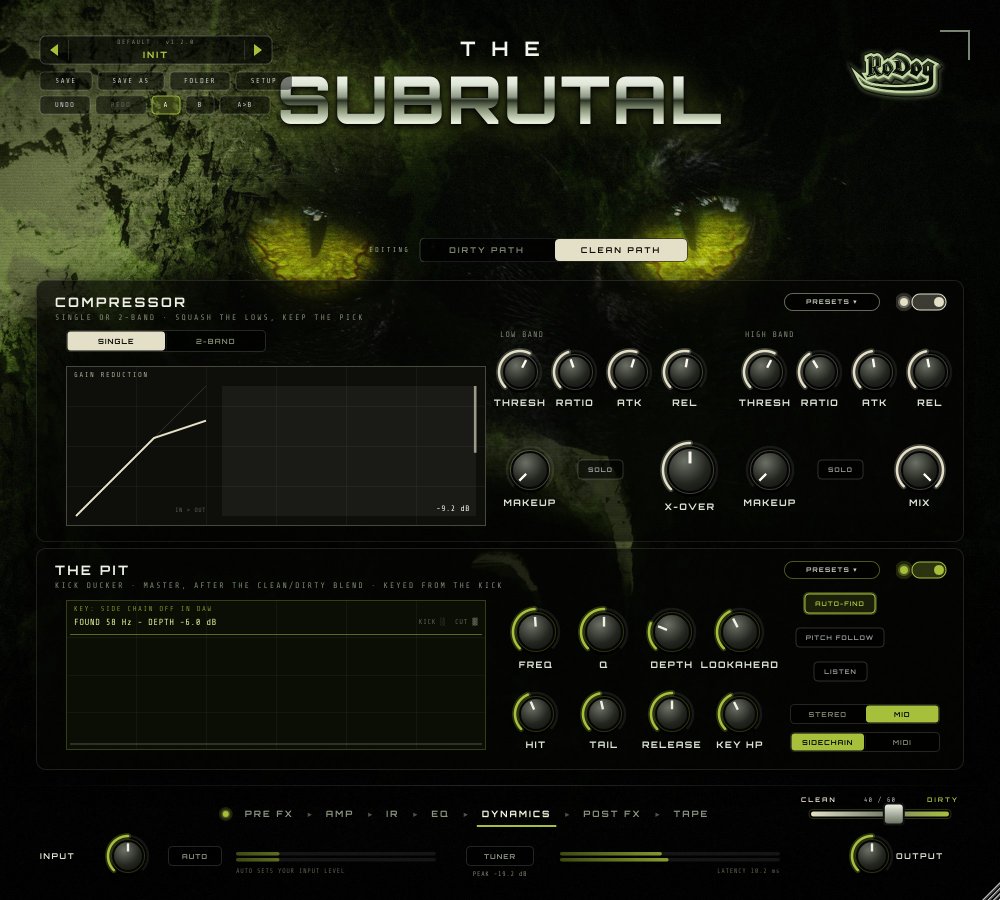 DEFAULT · v1.2.0
INIT
SAVE SAVE AS FOLDER SETUP
UNDO REDO A B A>B
THE
SUBRUTAL
RoDog
EDITING DIRTY PATH CLEAN PATH
COMPRESSOR
SINGLE OR 2-BAND · SQUASH THE LOWS, KEEP THE PICK
PRESETS ▾
SINGLE 2-BAND
GAIN REDUCTION
IN > OUT
-9.2 dB
LOW BAND HIGH BAND
THRESH RATIO ATK REL THRESH RATIO ATK REL
SOLO SOLO
MAKEUP X-OVER MAKEUP MIX
THE PIT
KICK DUCKER · MASTER, AFTER THE CLEAN/DIRTY BLEND · KEYED FROM THE KICK
PRESETS ▾
KEY: SIDE CHAIN OFF IN DAW
FOUND 58 Hz - DEPTH -6.0 dB
KICK CUT
FREQ Q DEPTH LOOKAHEAD
HIT TAIL RELEASE KEY HP
AUTO-FIND
PITCH FOLLOW
LISTEN
STEREO MID
SIDECHAIN MIDI
PRE FX ▸ AMP ▸ IR ▸ EQ ▸ DYNAMICS ▸ POST FX ▸ TAPE
CLEAN 40 / 60 DIRTY
INPUT AUTO TUNER OUTPUT
AUTO SETS YOUR INPUT LEVEL
PEAK -19.2 dB
LATENCY 10.2 ms